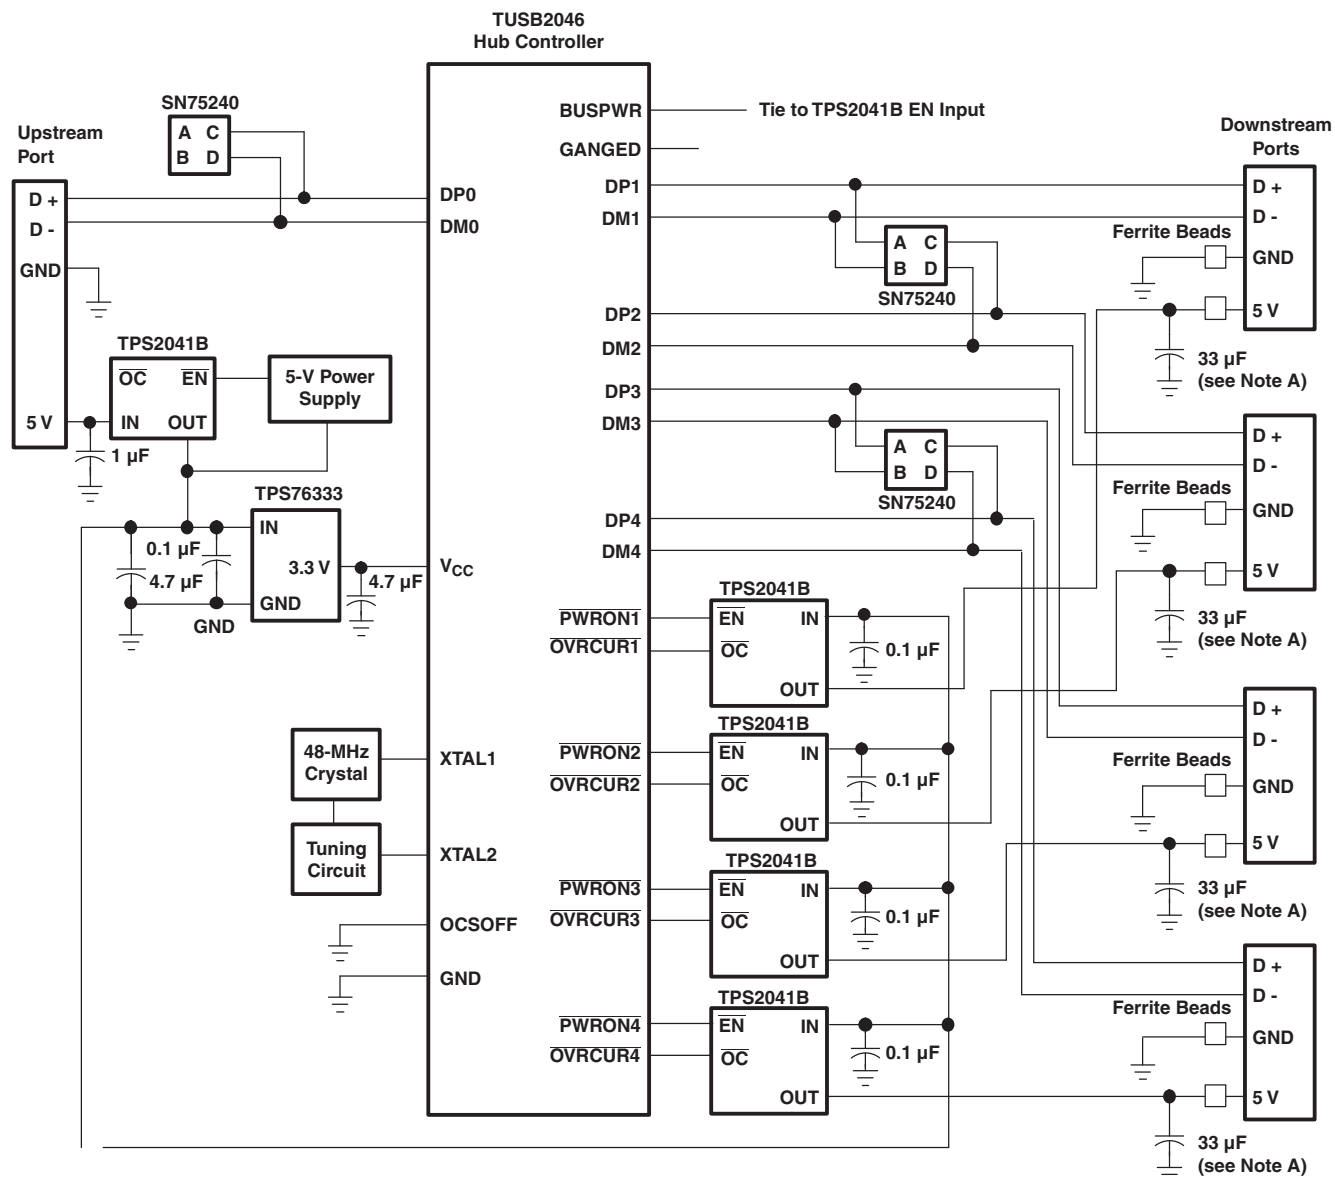 TUSB2046
Hub Controller
SN75240
A C
B D
Upstream
Port
D +
D -
GND
5 V
TPS2041B
OC EN
IN OUT
5-V Power
Supply
1 µF
TPS76333
IN
3.3 V
GND
0.1 µF
4.7 µF
GND
4.7 µF
48-MHz
Crystal
Tuning
Circuit
DP0
DM0
VCC
XTAL1
XTAL2
OCSOFF
GND
BUSPWR
GANGED
DP1
DM1
DP2
DM2
DP3
DM3
DP4
DM4
PWRON1
OVRCUR1
PWRON2
OVRCUR2
PWRON3
OVRCUR3
PWRON4
OVRCUR4
Tie to TPS2041B EN Input
A C
B D
SN75240
A C
B D
SN75240
TPS2041B
EN IN
OC
OUT
0.1 µF
TPS2041B
EN IN
OC
OUT
0.1 µF
TPS2041B
EN IN
OC
OUT
0.1 µF
TPS2041B
EN IN
OC
OUT
0.1 µF
Downstream
Ports
D +
D -
Ferrite Beads
GND
5 V
33 µF
(see Note A)
D +
D -
Ferrite Beads
GND
5 V
33 µF
(see Note A)
D +
D -
Ferrite Beads
GND
5 V
33 µF
(see Note A)
D +
D -
Ferrite Beads
GND
5 V
33 µF
(see Note A)